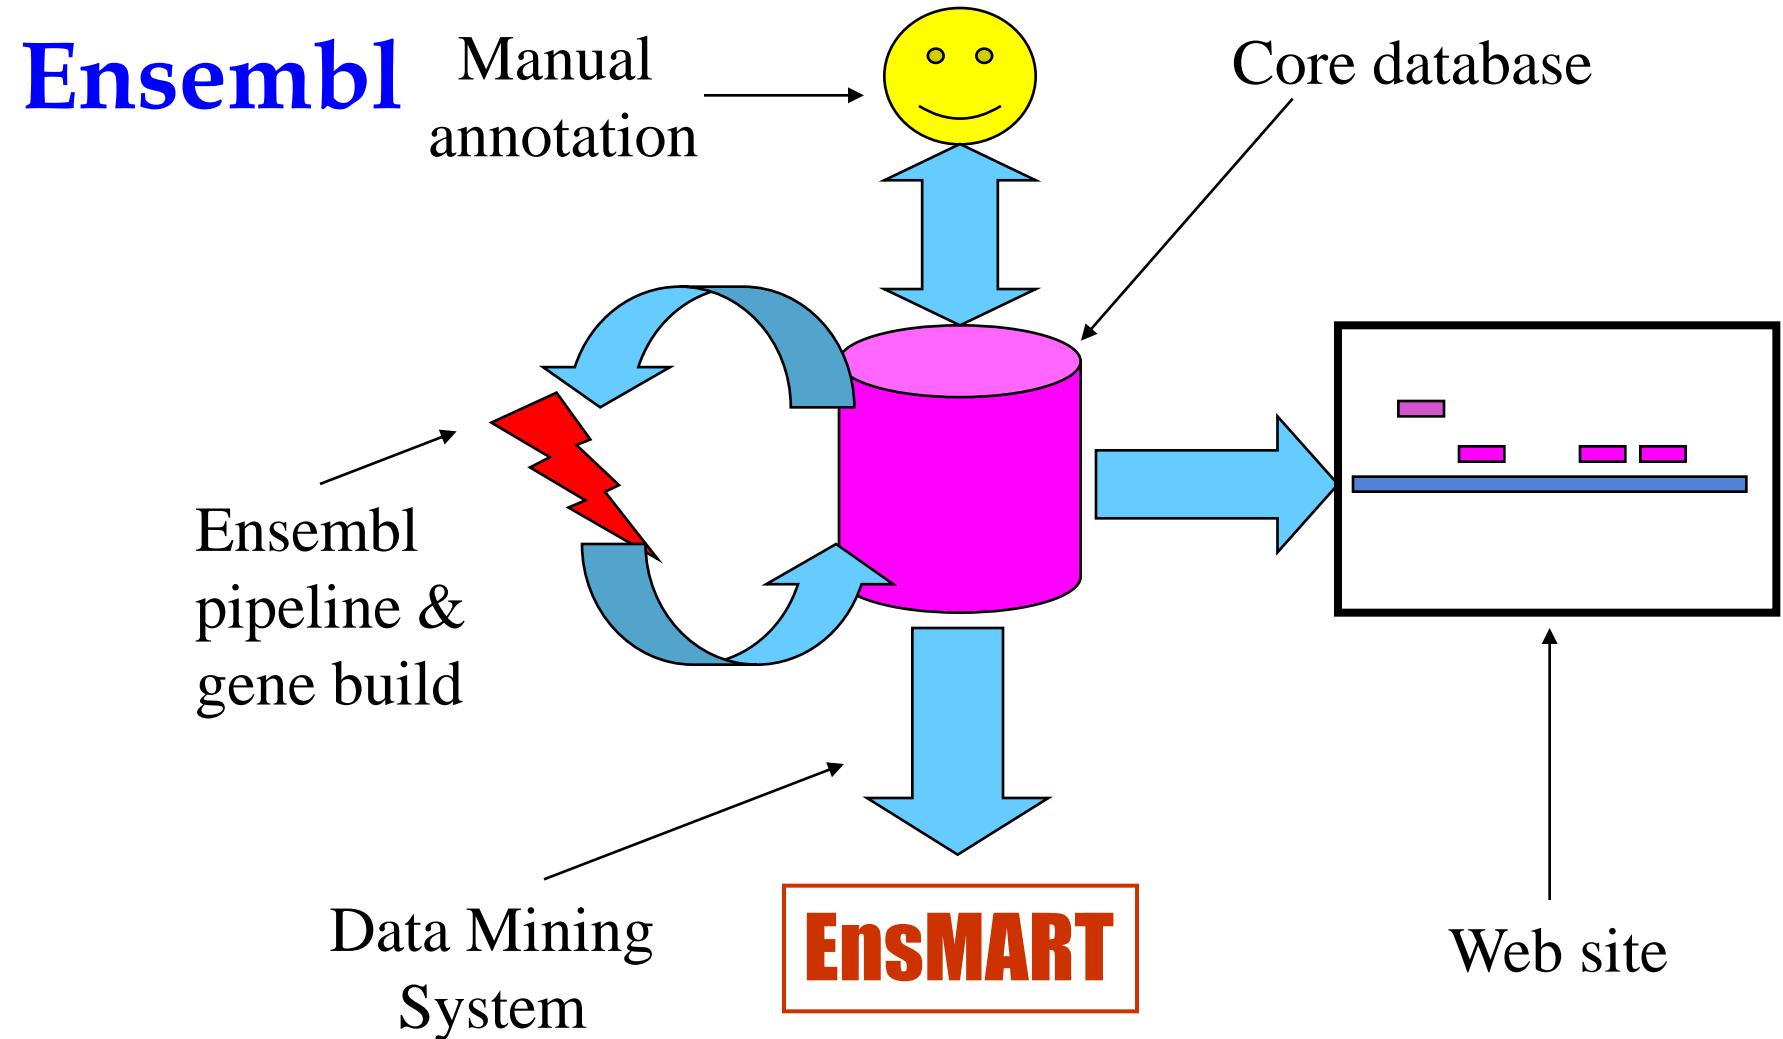 Ensembl
Manual
annotation
Core database
Ensembl
pipeline &
gene build
Data Mining
System
EnsMART
Web site